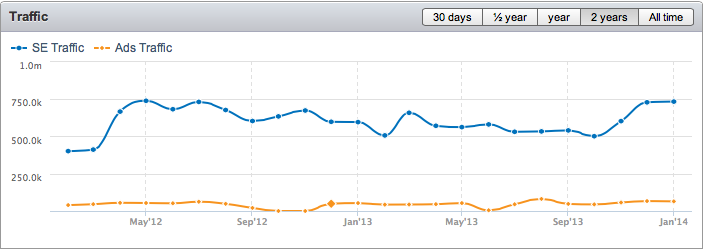 Traffic
30 days ½ year year 2 years All time
SE Traffic Ads Traffic
1.0m
750.0k
500.0k
250.0k
May'12 Sep'12 Jan'13 May'13 Sep'13 Jan'14